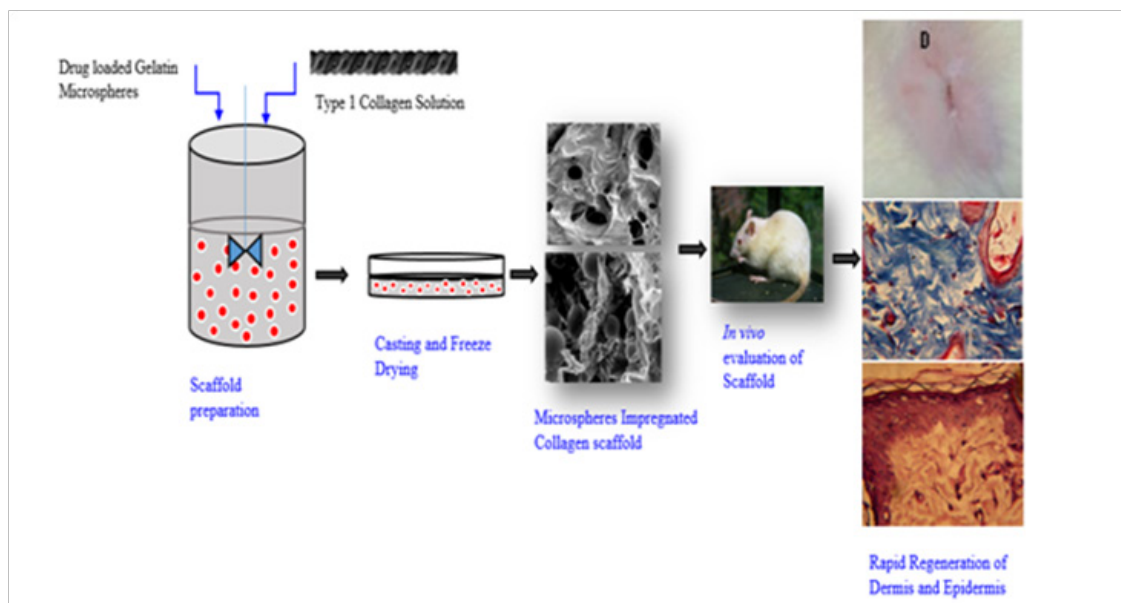 Drug loaded Gelatin
Microspheres
Type 1 Collagen Solution
Scaffold
preparation
Casting and Freeze
Drying
Microspheres Impregnated
Collagen scaffold
In vivo
evaluation of
Scaffold
D
Rapid Regeneration of
Dermis and Epidermis